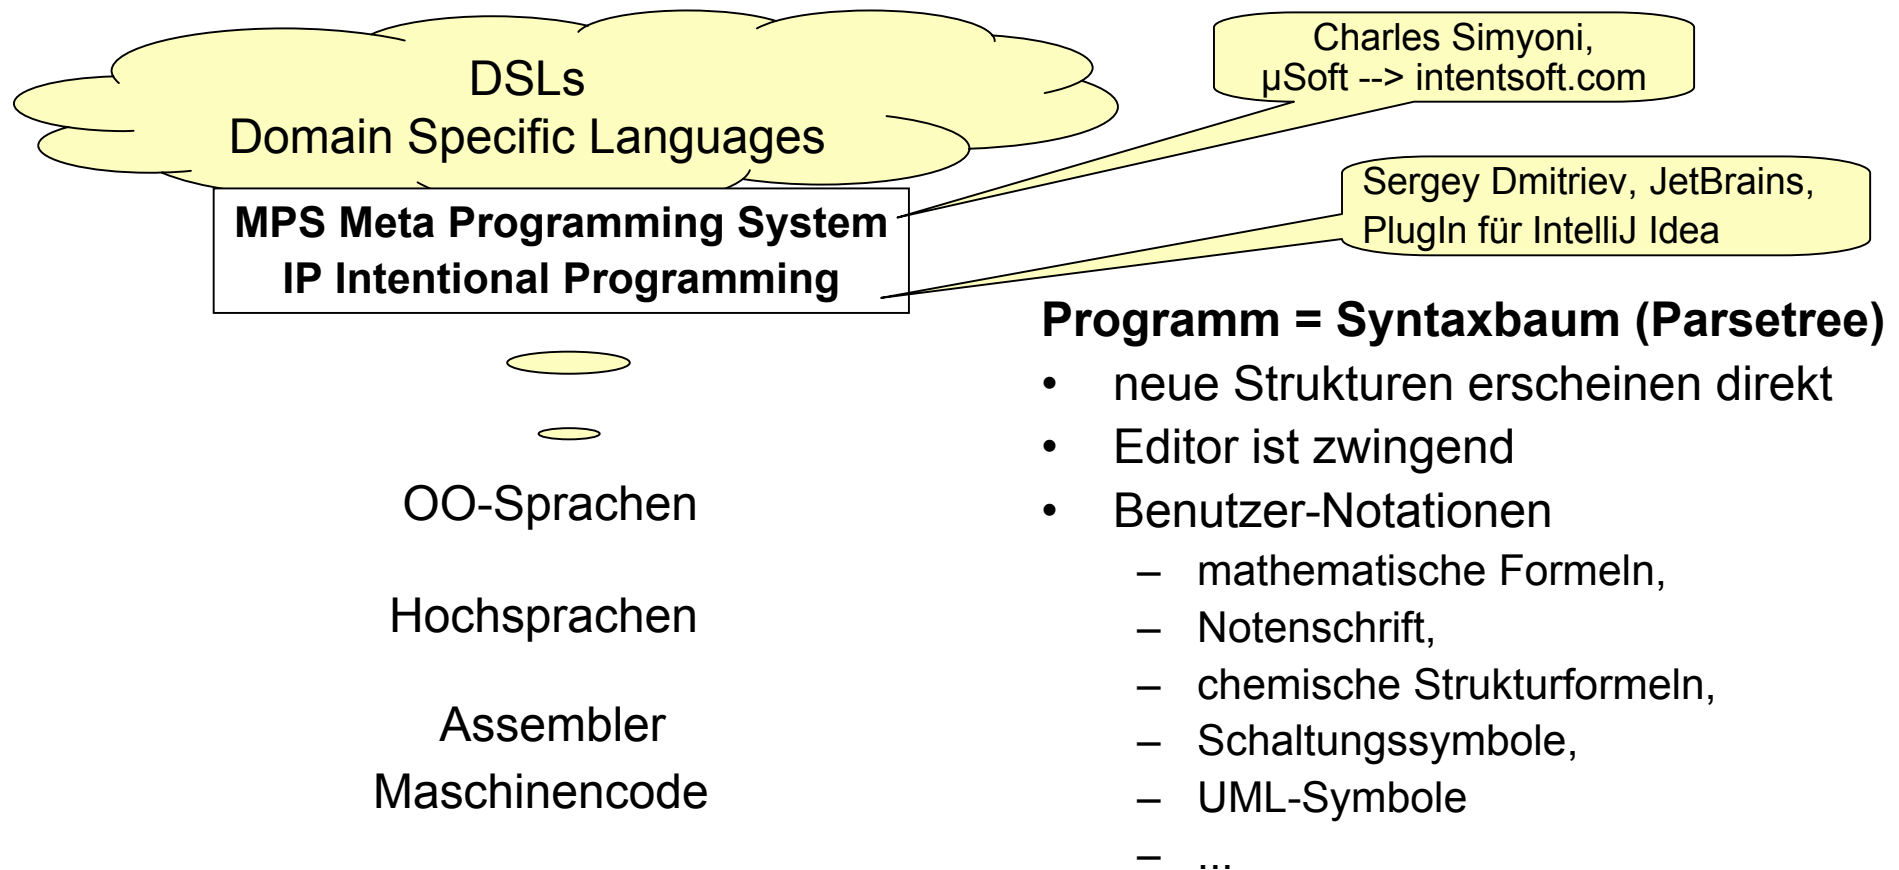 DSLs
Domain Specific Languages
MPS Meta Programming System
IP Intentional Programming
Charles Simyoni,
µSoft --> intentsoft.com
Sergey Dmitriev, JetBrains,
PlugIn für IntelliJ Idea
OO-Sprachen
Hochsprachen
Assembler
Maschinencode
Programm = Syntaxbaum (Parsetree)
• neue Strukturen erscheinen direkt
• Editor ist zwingend
• Benutzer-Notationen
– mathematische Formeln,
– Notenschrift,
– chemische Strukturformeln,
– Schaltungssymbole,
– UML-Symbole
– ...